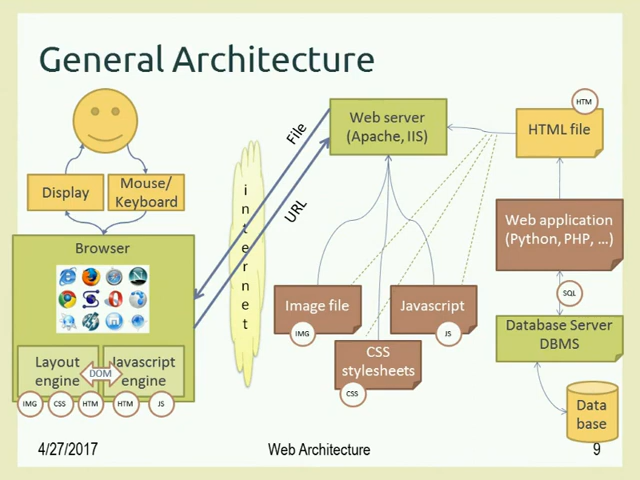 General Architecture
HTM
Web server
(Apache, IIS)
HTML file
File
URL
internet
Display
Mouse/
Keyboard
Browser
Web application
(Python, PHP, ...)
SQL
Image file
IMG
Javascript
JS
CSS
stylesheets
CSS
Database Server
DBMS
Data
base
Layout
engine
DOM
Javascript
engine
IMG
CSS
HTM
HTM
JS
4/27/2017
Web Architecture
9